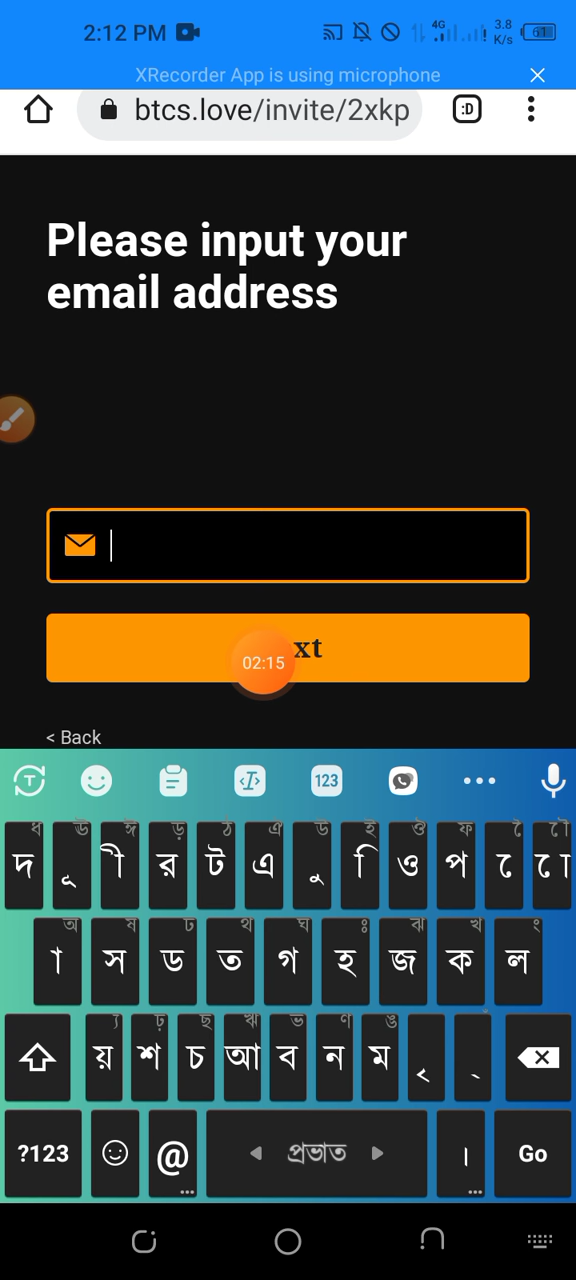 2:12 PM
4G
3.8
K/s
61
XRecorder App is using microphone
:D
btcs.love/invite/2xkp
Please input your
email address
xt
02:15
< Back
T
123
ধ ঊ ঈ ড় ঠ ঐ উ ই ঔ ফ ৈ ৌ
দ ূ ী র ট এ ু ি ও প ে ো
অ ষ ঢ থ ঘ ঃ ঝ খ ং
া স ড ত গ হ জ ক ল
ঢ় ছ ঋ ভ ণ ঙ
য় শ চ আ ব ন ম ৃ ্
?123
@
প্রভাত
।
Go